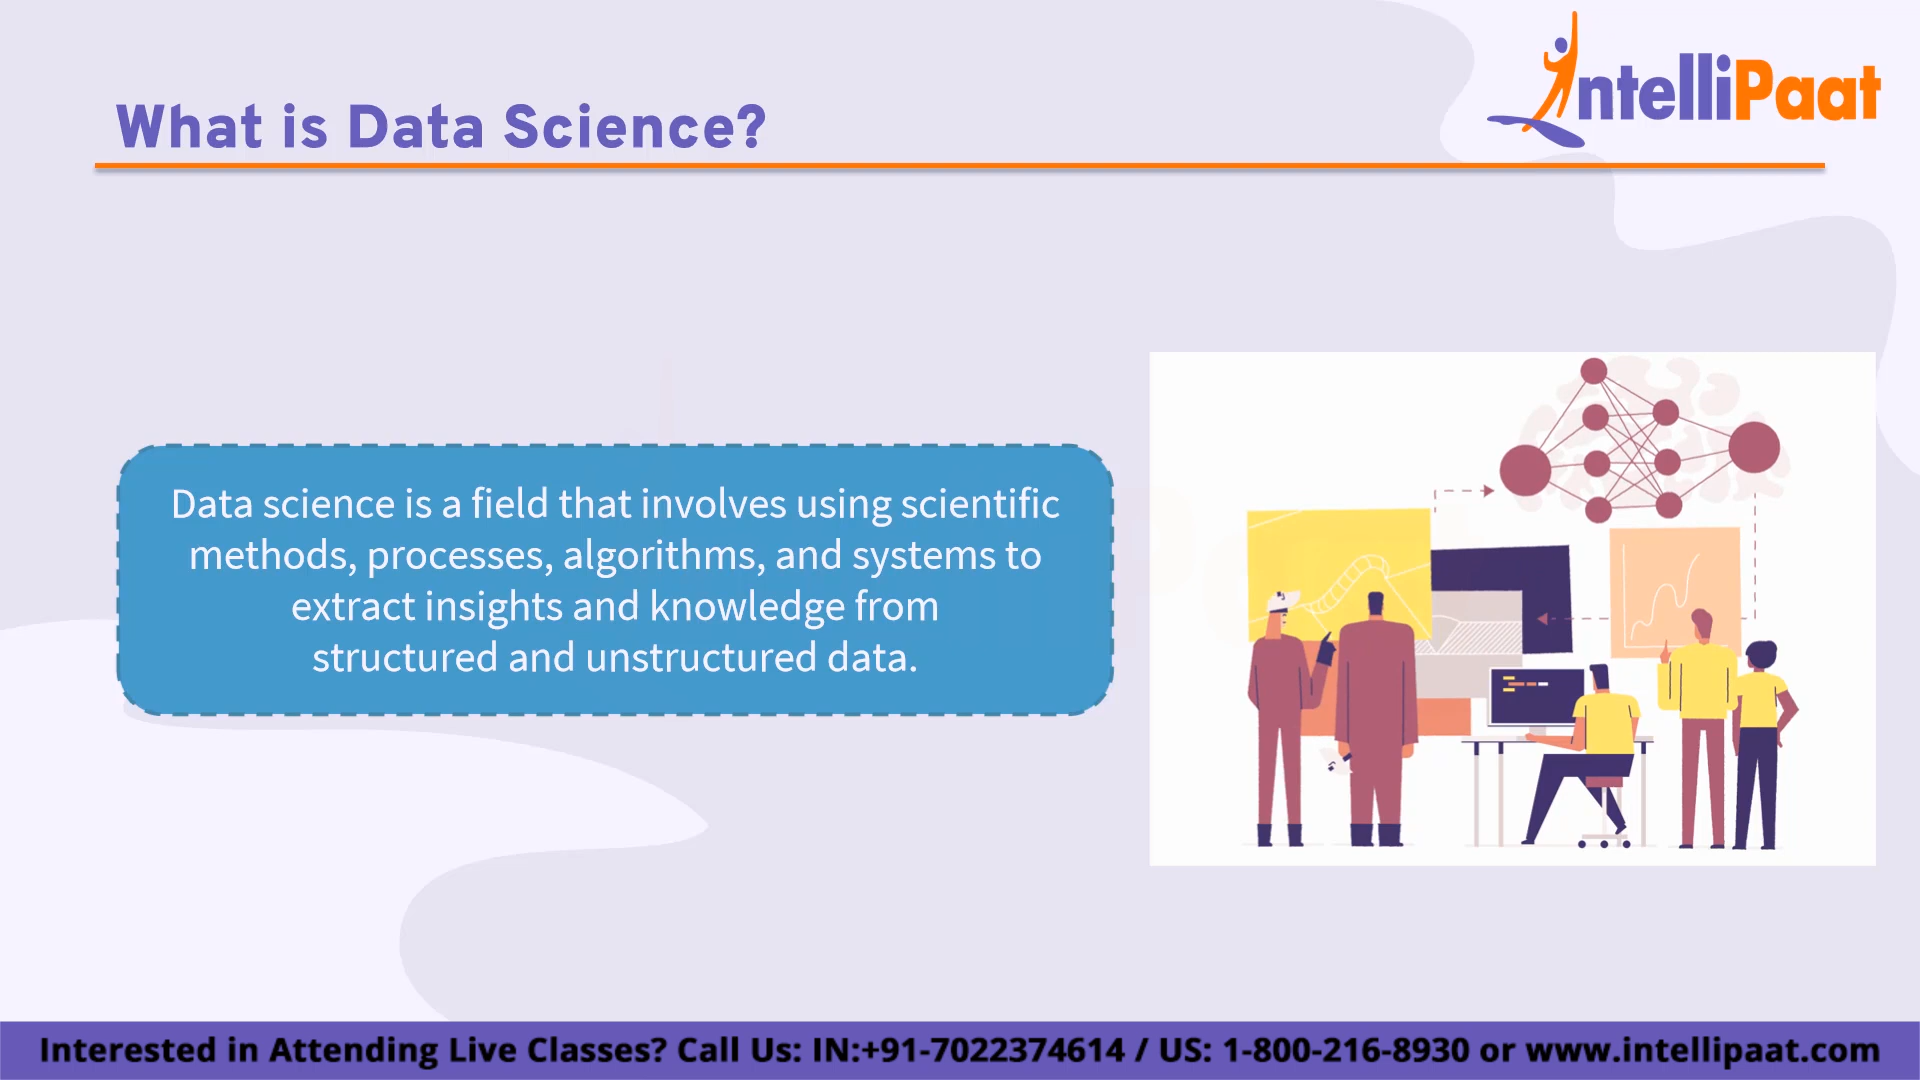 What is Data Science?
IntelliPaat
Data science is a field that involves using scientific
methods, processes, algorithms, and systems to
extract insights and knowledge from
structured and unstructured data.
Interested in Attending Live Classes? Call Us: IN:+91-7022374614 / US: 1-800-216-8930 or www.intellipaat.com